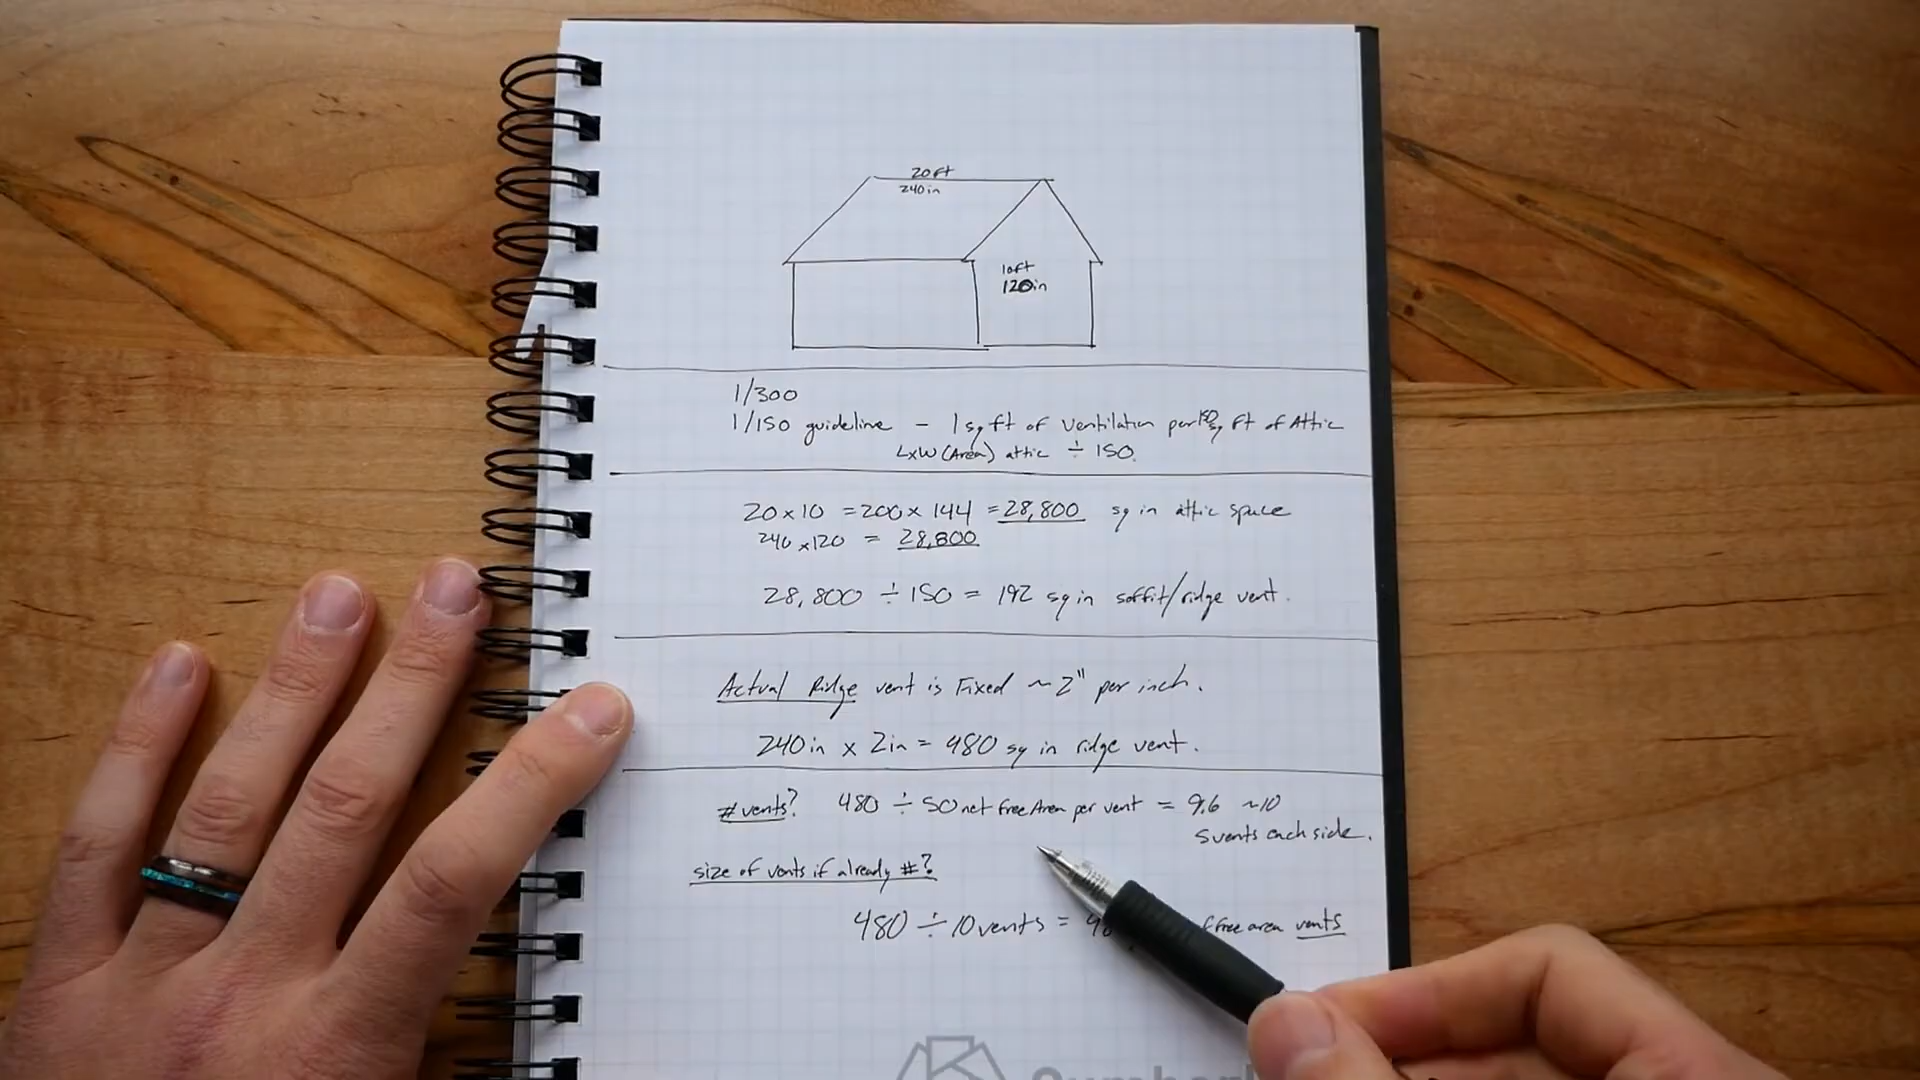 20ft
240in
10ft
120in
1/300
1/150 guideline - 1 sq ft of ventilation per 150 sq ft of Attic
LxW (Area) attic ÷ 150.
20 x 10 = 200 x 144 = 28,800 sq in attic space
240 x 120 = 28,800
28,800 ÷ 150 = 192 sq in soffit/ridge vent.
Actual Ridge vent is Fixed ~ 2" per inch.
240in x 2in = 480 sq in ridge vent.
# vents? 480 ÷ 50 net free Area per vent = 9.6 ~10
5 vents each side.
size of vents if already #?
480 ÷ 10 vents = free area vents